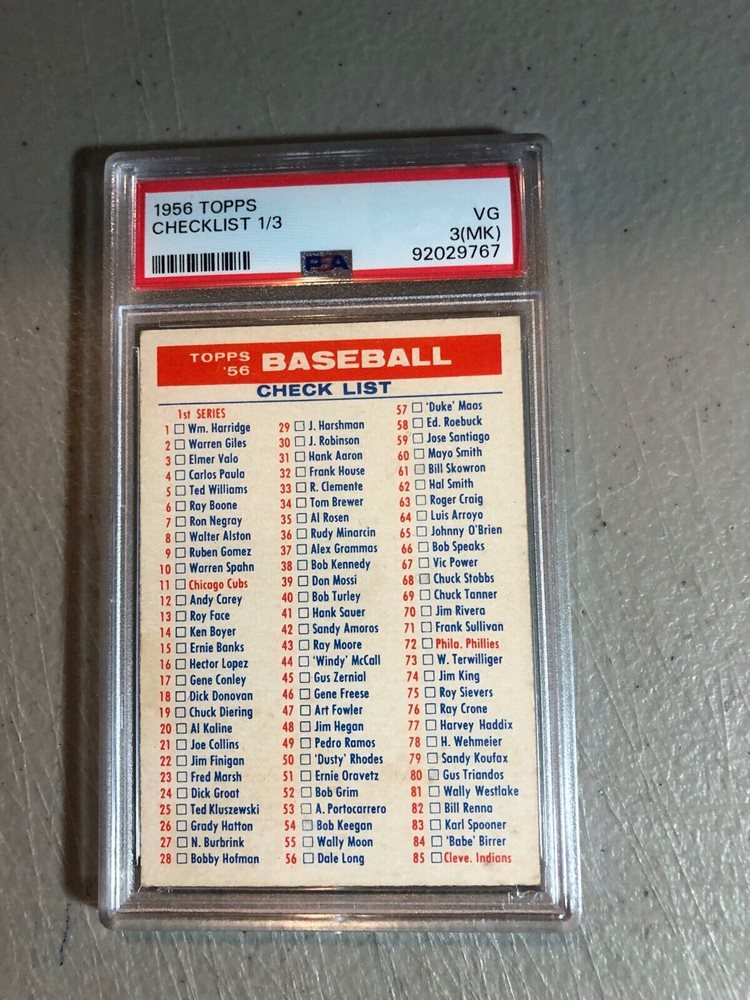 1956 TOPPS
CHECKLIST 1/3
VG
3(MK)
92029767
PSA
TOPPS
'56
BASEBALL
CHECK LIST
1st SERIES
1 Wm. Harridge
2 Warren Giles
3 Elmer Valo
4 Carlos Paula
5 Ted Williams
6 Ray Boone
7 Ron Negray
8 Walter Alston
9 Ruben Gomez
10 Warren Spahn
11 Chicago Cubs
12 Andy Carey
13 Roy Face
14 Ken Boyer
15 Ernie Banks
16 Hector Lopez
17 Gene Conley
18 Dick Donovan
19 Chuck Diering
20 Al Kaline
21 Joe Collins
22 Jim Finigan
23 Fred Marsh
24 Dick Groat
25 Ted Kluszewski
26 Grady Hatton
27 N. Burbrink
28 Bobby Hofman
29 J. Harshman
30 J. Robinson
31 Hank Aaron
32 Frank House
33 R. Clemente
34 Tom Brewer
35 Al Rosen
36 Rudy Minarcin
37 Alex Grammas
38 Bob Kennedy
39 Don Mossi
40 Bob Turley
41 Hank Sauer
42 Sandy Amoros
43 Ray Moore
44 'Windy' McCall
45 Gus Zernial
46 Gene Freese
47 Art Fowler
48 Jim Hegan
49 Pedro Ramos
50 'Dusty' Rhodes
51 Ernie Oravetz
52 Bob Grim
53 A. Portocarrero
54 Bob Keegan
55 Wally Moon
56 Dale Long
57 'Duke' Maas
58 Ed. Roebuck
59 Jose Santiago
60 Mayo Smith
61 Bill Skowron
62 Hal Smith
63 Roger Craig
64 Luis Arroyo
65 Johnny O'Brien
66 Bob Speaks
67 Vic Power
68 Chuck Stobbs
69 Chuck Tanner
70 Jim Rivera
71 Frank Sullivan
72 Phila. Phillies
73 W. Terwilliger
74 Jim King
75 Roy Sievers
76 Ray Crone
77 Harvey Haddix
78 H. Wehmeier
79 Sandy Koufax
80 Gus Triandos
81 Wally Westlake
82 Bill Renna
83 Karl Spooner
84 'Babe' Birrer
85 Cleve. Indians